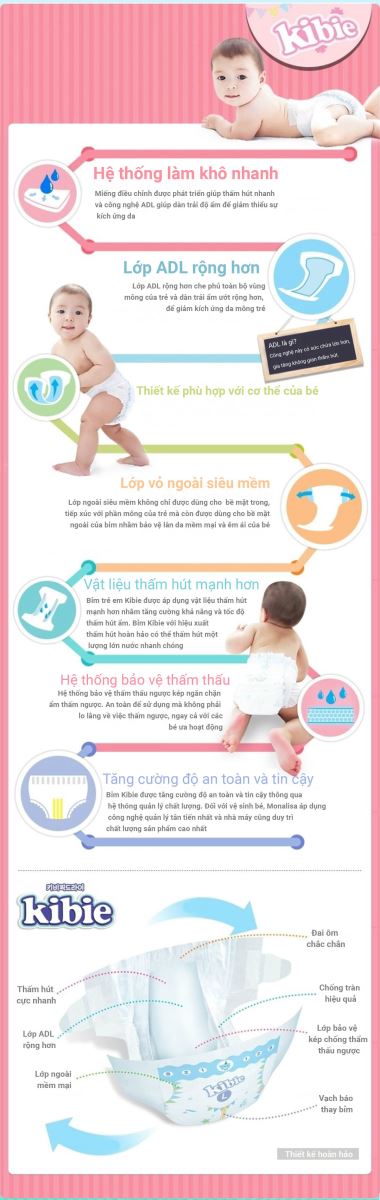 kibie
Hệ thống làm khô nhanh
Miếng điều chỉnh được phát triển giúp thấm hút nhanh
và công nghệ ADL giúp dàn trải độ ẩm để giảm thiểu sự
kích ứng da
Lớp ADL rộng hơn
Lớp ADL rộng hơn che phủ toàn bộ vùng
mông của trẻ và dàn trải ẩm ướt rộng hơn,
để giảm kích ứng da mông trẻ
ADL là gì?
Công nghệ này có sức chứa lớn hơn,
gia tăng không gian thấm hút.
Thiết kế phù hợp với cơ thể của bé
Lớp vỏ ngoài siêu mềm
Lớp ngoài siêu mềm không chỉ được dùng cho bề mặt trong,
tiếp xúc với phần mông của trẻ mà còn được dùng cho bề mặt
ngoài của bỉm nhằm bảo vệ làn da mềm mại và êm ái của bé
Vật liệu thấm hút mạnh hơn
Bỉm trẻ em Kibie được áp dụng vật liệu thấm hút
mạnh hơn nhằm tăng cường khả năng và tốc độ
thấm hút ẩm. Bỉm Kibie với hiệu xuất
thấm hút hoàn hảo có thể thấm hút một
lượng lớn nước nhanh chóng
Hệ thống bảo vệ thấm thấu
Hệ thống bảo vệ thấm thấu ngược kép ngăn chặn
ẩm thấm ngược. An toàn để sử dụng mà không phải
lo lắng về việc thấm ngược, ngay cả với các
bé ưa hoạt động
Tăng cường độ an toàn và tin cậy
Bỉm Kibie được tăng cường độ an toàn và tin cậy thông qua
hệ thống quản lý chất lượng. Đối với vệ sinh bé, Monalisa áp dụng
công nghệ quản lý tân tiến nhất và nhà máy cũng duy trì
chất lượng sản phẩm cao nhất
kibie
Đai ôm
chắc chắn
Thấm hút
cực nhanh
Chống tràn
hiệu quả
Lớp ADL
rộng hơn
Lớp bảo vệ
kép chống thấm
thấu ngược
Lớp ngoài
mềm mại
kibie
L
Vạch báo
thay bỉm
Thiết kế hoàn hảo